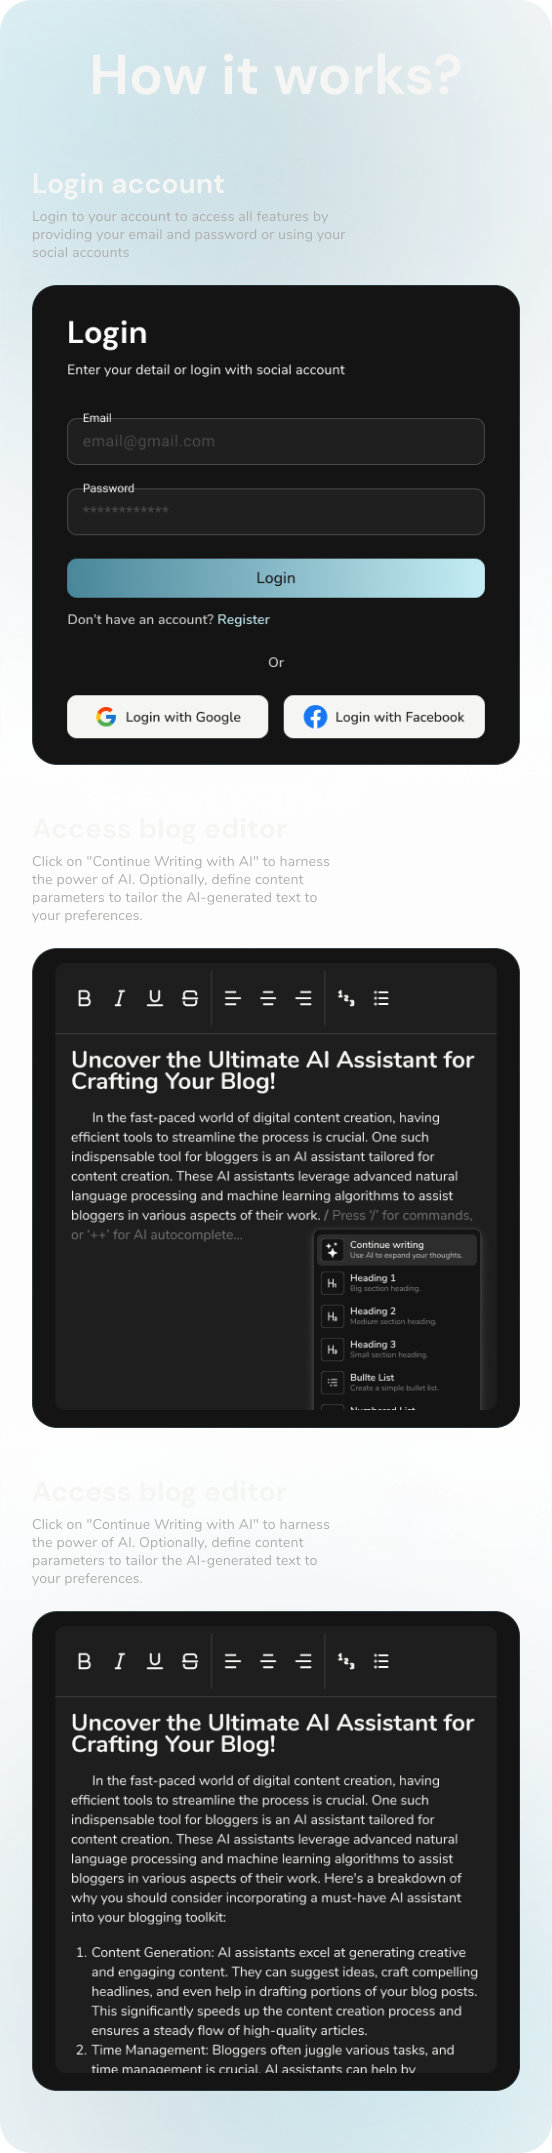 How it works?
Login account
Login to your account to access all features by
providing your email and password or using your
social accounts
Login
Enter your detail or login with social account
Email
email@gmail.com
Password
************
Login
Don't have an account? Register
Or
Login with Google
Login with Facebook
Access blog editor
Click on "Continue Writing with AI" to harness
the power of AI. Optionally, define content
parameters to tailor the AI-generated text to
your preferences.
B I U S
Uncover the Ultimate AI Assistant for
Crafting Your Blog!
In the fast-paced world of digital content creation, having
efficient tools to streamline the process is crucial. One such
indispensable tool for bloggers is an AI assistant tailored for
content creation. These AI assistants leverage advanced natural
language processing and machine learning algorithms to assist
bloggers in various aspects of their work. / Press '/' for commands,
or '++' for AI autocomplete...
Continue writing
Use AI to expand your thoughts.
H1 Heading 1
Big section heading.
H2 Heading 2
Medium section heading.
H3 Heading 3
Small section heading.
Bullte List
Create a simple bullet list.
Numbered List
Access blog editor
Click on "Continue Writing with AI" to harness
the power of AI. Optionally, define content
parameters to tailor the AI-generated text to
your preferences.
B I U S
Uncover the Ultimate AI Assistant for
Crafting Your Blog!
In the fast-paced world of digital content creation, having
efficient tools to streamline the process is crucial. One such
indispensable tool for bloggers is an AI assistant tailored for
content creation. These AI assistants leverage advanced natural
language processing and machine learning algorithms to assist
bloggers in various aspects of their work. Here's a breakdown of
why you should consider incorporating a must-have AI assistant
into your blogging toolkit:
1. Content Generation: AI assistants excel at generating creative
and engaging content. They can suggest ideas, craft compelling
headlines, and even help in drafting portions of your blog posts.
This significantly speeds up the content creation process and
ensures a steady flow of high-quality articles.
2. Time Management: Bloggers often juggle various tasks, and
time management is crucial. AI assistants can help by